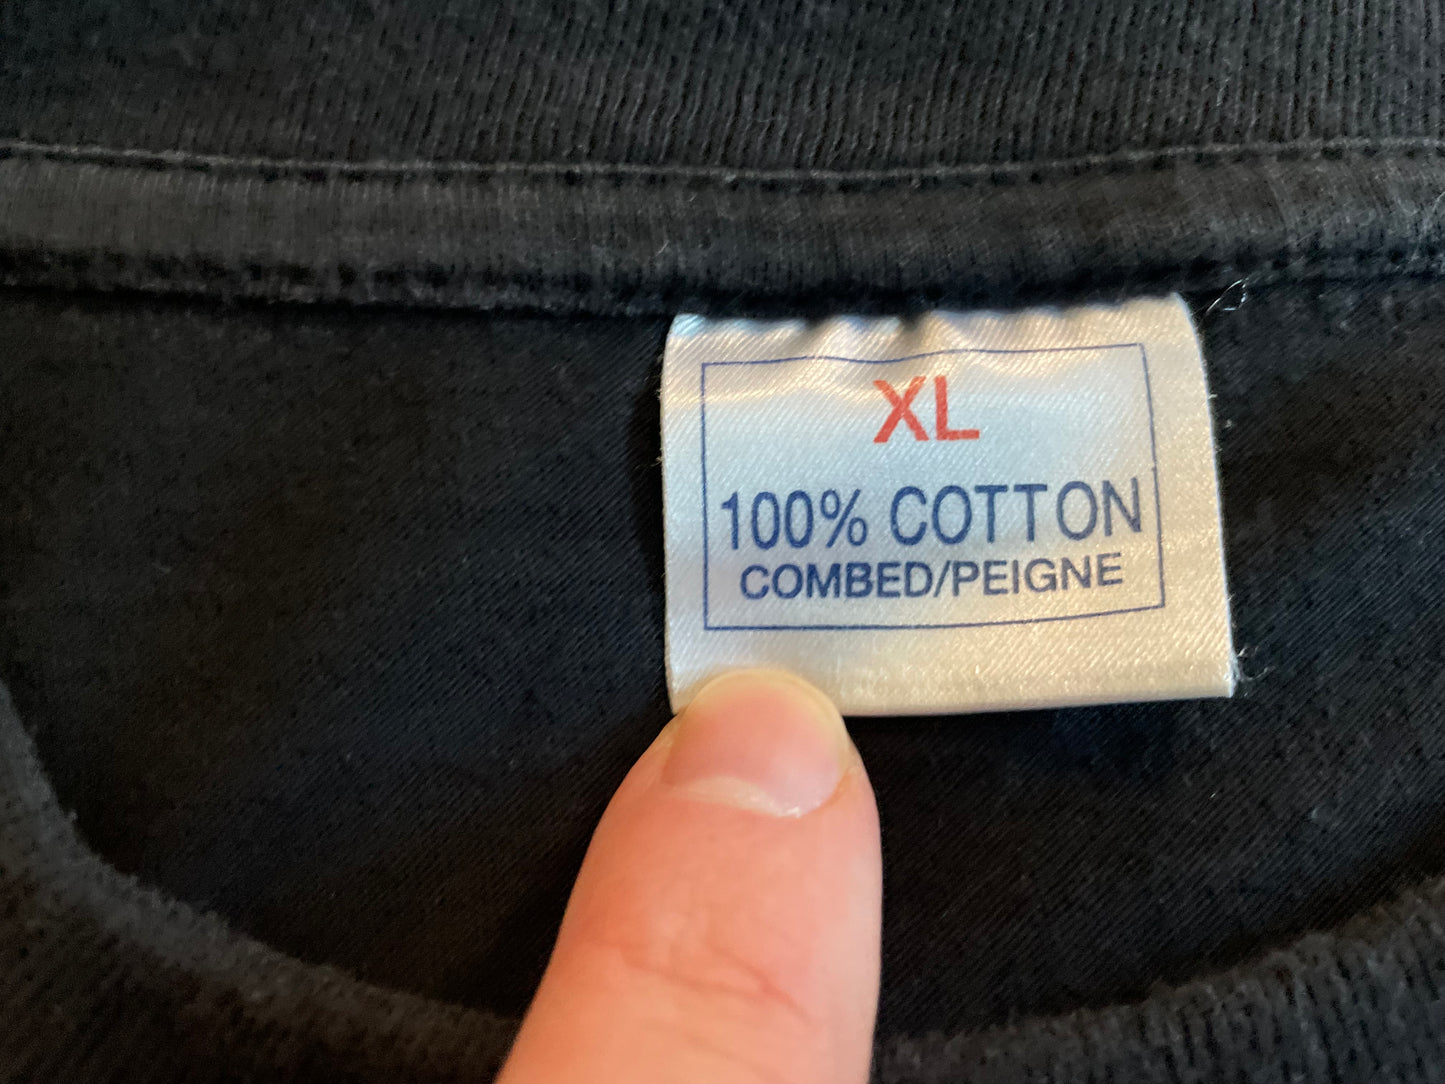 XL
100% COTTON
COMBED/PEIGNE